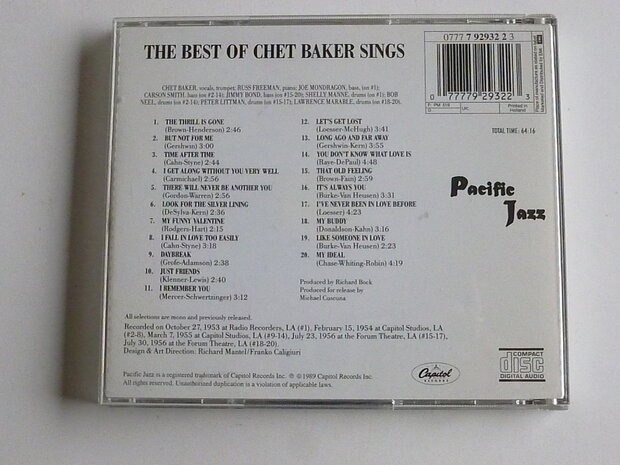 THE BEST OF CHET BAKER SINGS
0777 7 92932 2 3
0 77779 29322 3
F: PM 519
UK:
Printed in Holland
CHET BAKER, vocals, trumpet; RUSS FREEMAN, piano; JOE MONDRAGON, bass, (on #1);
CARSON SMITH, bass (on #2-14); JIMMY BOND, bass (on #15-20); SHELLY MANNE, drums (on #1); BOB
NEEL, drums (on #2-14); PETER LITTMAN, drums (on #15-17); LAWRENCE MARABLE, drums (on #18-20).
1. THE THRILL IS GONE
(Brown-Henderson) 2:46
2. BUT NOT FOR ME
(Gershwin) 3:00
3. TIME AFTER TIME
(Cahn-Styne) 2:44
4. I GET ALONG WITHOUT YOU VERY WELL
(Carmichael) 2:56
5. THERE WILL NEVER BE ANOTHER YOU
(Gordon-Warren) 2:56
6. LOOK FOR THE SILVER LINING
(DeSylva-Kern) 2:36
7. MY FUNNY VALENTINE
(Rodgers-Hart) 2:15
8. I FALL IN LOVE TOO EASILY
(Cahn-Styne) 3:18
9. DAYBREAK
(Grofe-Adamson) 2:38
10. JUST FRIENDS
(Klenner-Lewis) 2:40
11. I REMEMBER YOU
(Mercer-Schwertzinger) 3:12
12. LET'S GET LOST
(Loesser-McHugh) 3:41
13. LONG AGO AND FAR AWAY
(Gershwin-Kern) 3:55
14. YOU DON'T KNOW WHAT LOVE IS
(Raye-DePaul) 4:48
15. THAT OLD FEELING
(Brown-Fain) 2:59
16. IT'S ALWAYS YOU
(Burke-Van Heusen) 3:31
17. I'VE NEVER BEEN IN LOVE BEFORE
(Loesser) 4:23
18. MY BUDDY
(Donaldson-Kahn) 3:16
19. LIKE SOMEONE IN LOVE
(Burke-Van Heusen) 2:23
20. MY IDEAL
(Chase-Whiting-Robin) 4:19
TOTAL TIME: 64:16
Pacific
Jazz
Produced by Richard Bock
Produced for release by
Michael Cuscuna
All selections are mono and previously released.
Recorded on October 27, 1953 at Radio Recorders, LA (#1), February 15, 1954 at Capitol Studios, LA
(#2-8), March 7, 1955 at Capitol Studios, LA (#9-14), July 23, 1956 at the Forum Theatre, LA (#15-17),
July 30, 1956 at the Forum Theatre, LA (#18-20).
Design & Art Direction: Richard Mantel/Franko Caligiuri
Pacific Jazz is a registered trademark of Capitol Records Inc. ℗ © 1989 Capitol Records Inc.
All rights reserved. Unauthorized duplication is a violation of applicable laws.
Capitol
RECORDS
COMPACT
disc
DIGITAL AUDIO